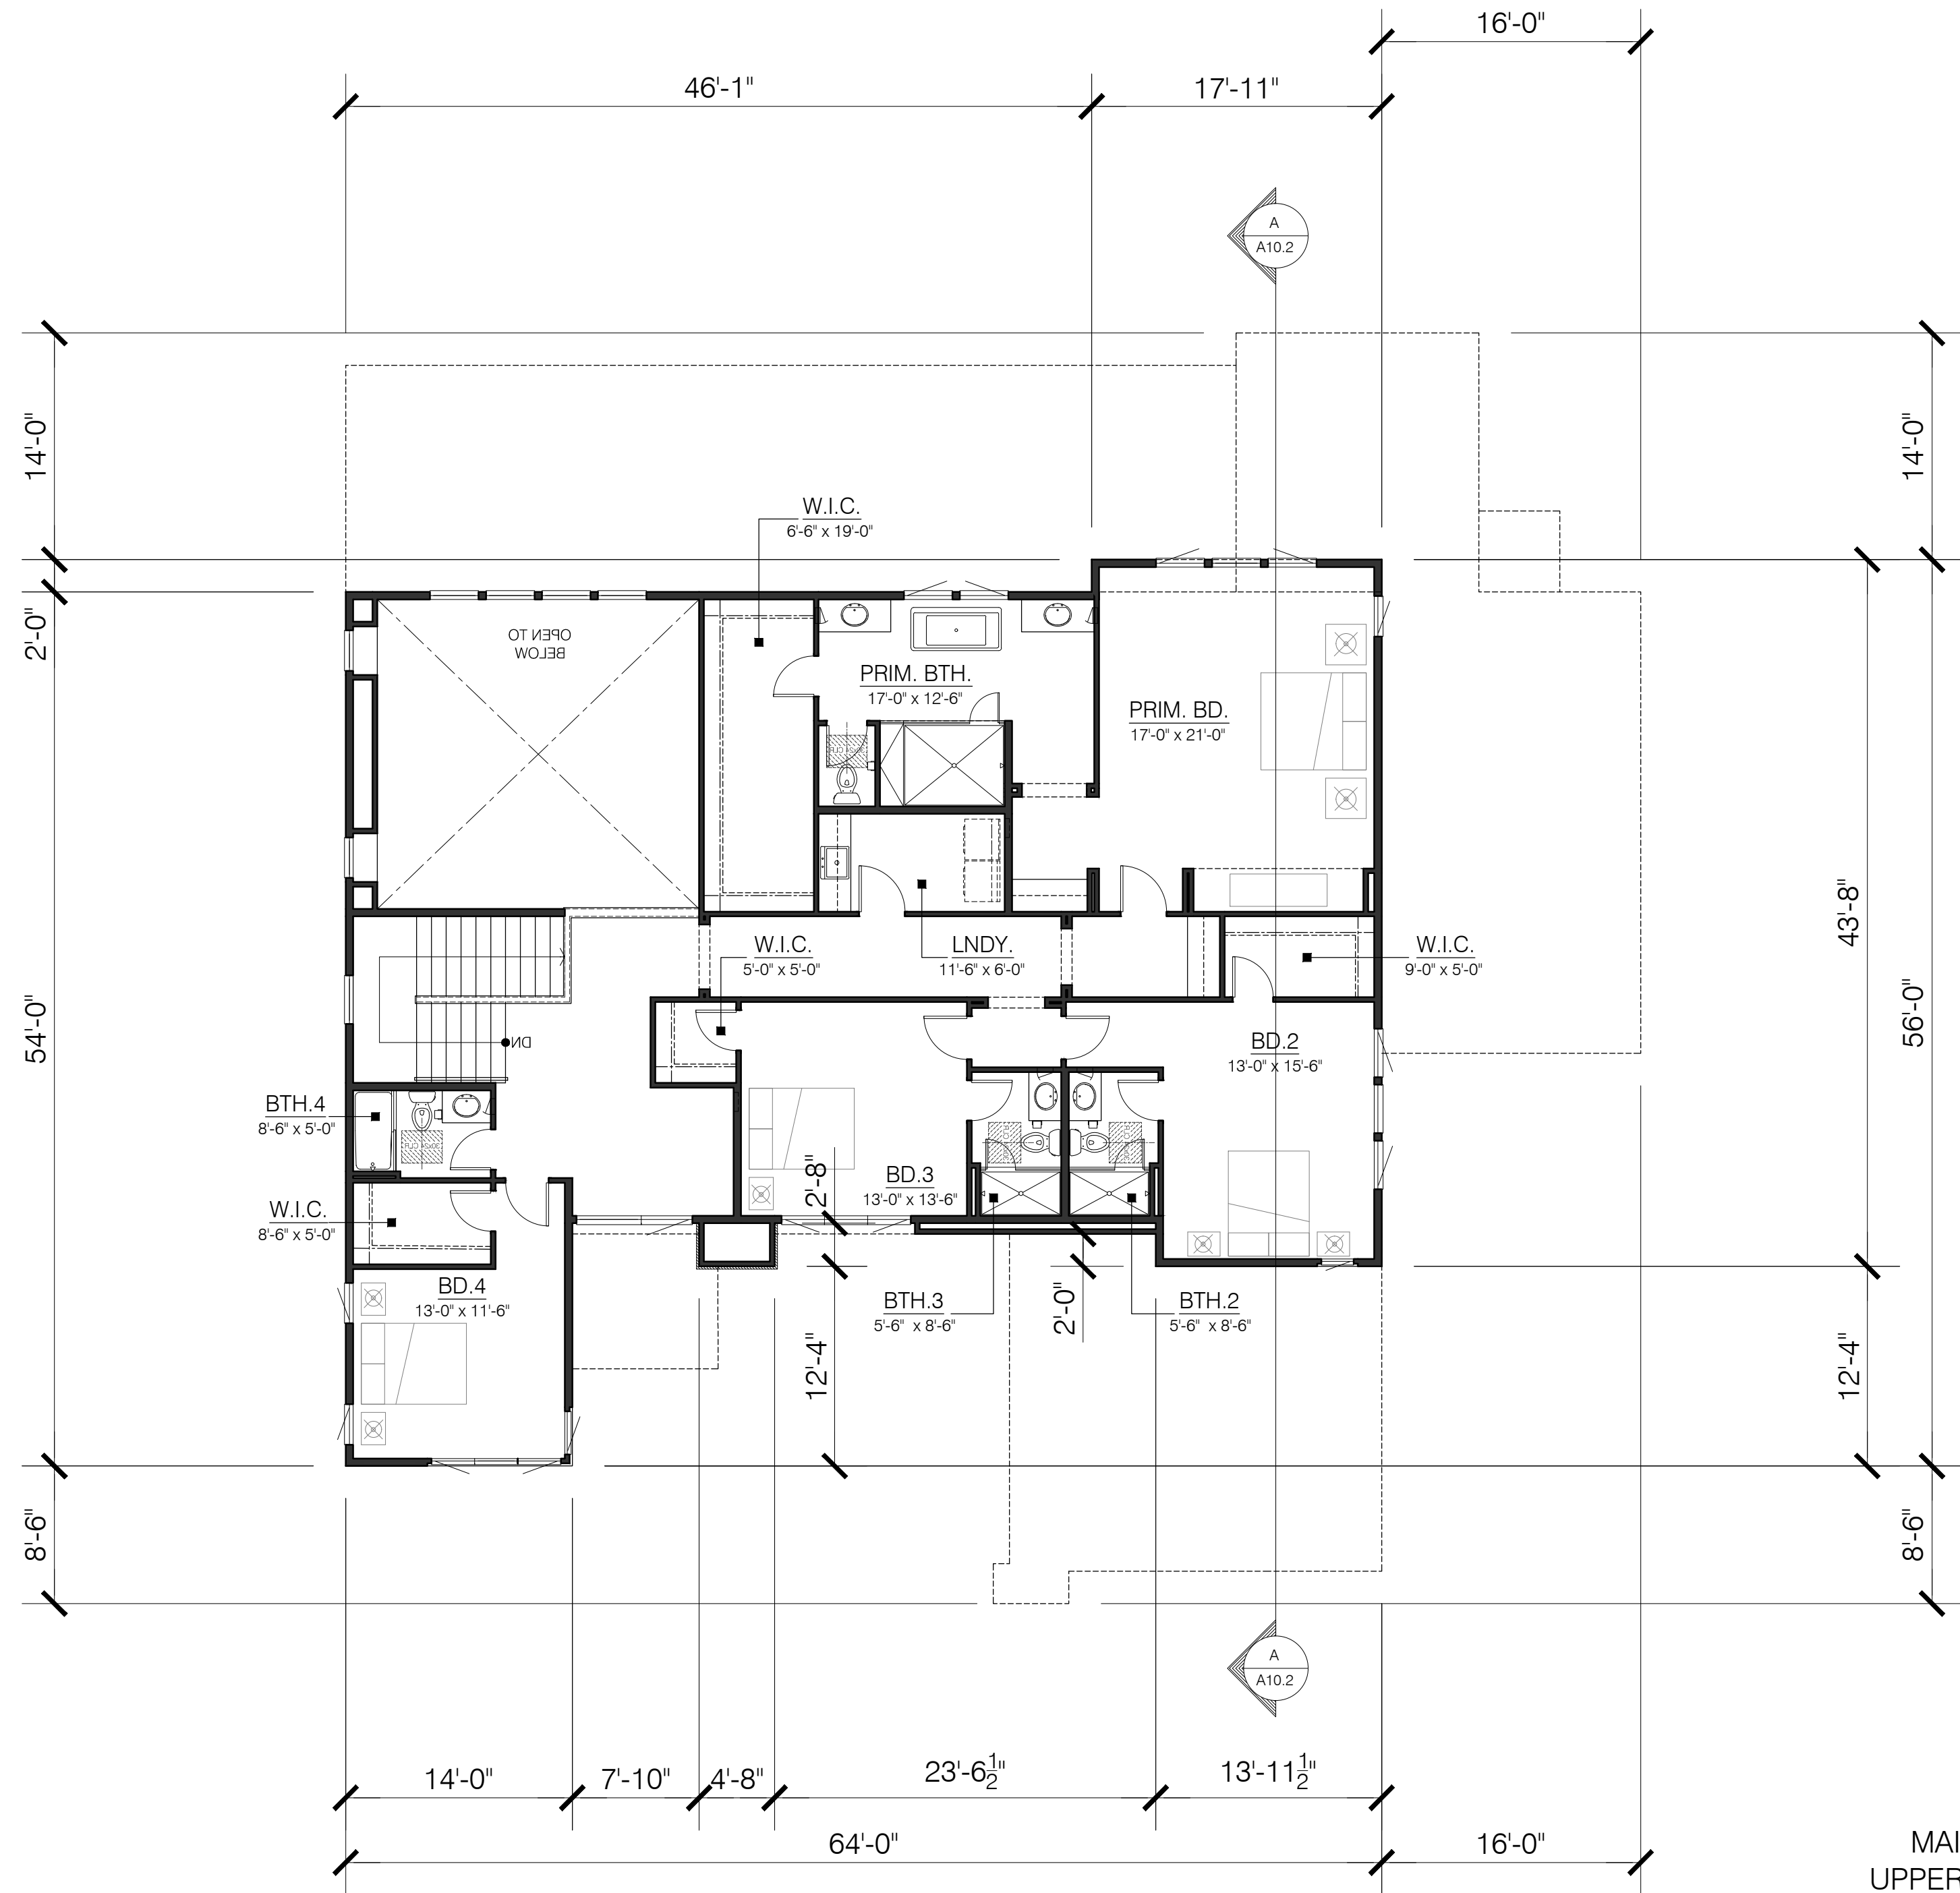 16'-0"
46'-1"
17'-11"
A
A10.2
14'-0"
14'-0"
W.I.C.
6'-6" x 19'-0"
2'-0"
OPEN TO
BELOW
PRIM. BTH.
17'-0" x 12'-6"
PRIM. BD.
17'-0" x 21'-0"
43'-8"
W.I.C.
5'-0" x 5'-0"
LNDY.
11'-6" x 6'-0"
W.I.C.
9'-0" x 5'-0"
54'-0"
56'-0"
DN
BD.2
13'-0" x 15'-6"
BTH.4
8'-6" x 5'-0"
BD.3
13'-0" x 13'-6"
2'-8"
W.I.C.
8'-6" x 5'-0"
BD.4
13'-0" x 11'-6"
BTH.3
5'-6" x 8'-6"
2'-0"
BTH.2
5'-6" x 8'-6"
12'-4"
12'-4"
8'-6"
8'-6"
A
A10.2
14'-0"
7'-10"
4'-8"
23'-6 1/2"
13'-11 1/2"
64'-0"
16'-0"
MAI
UPPER